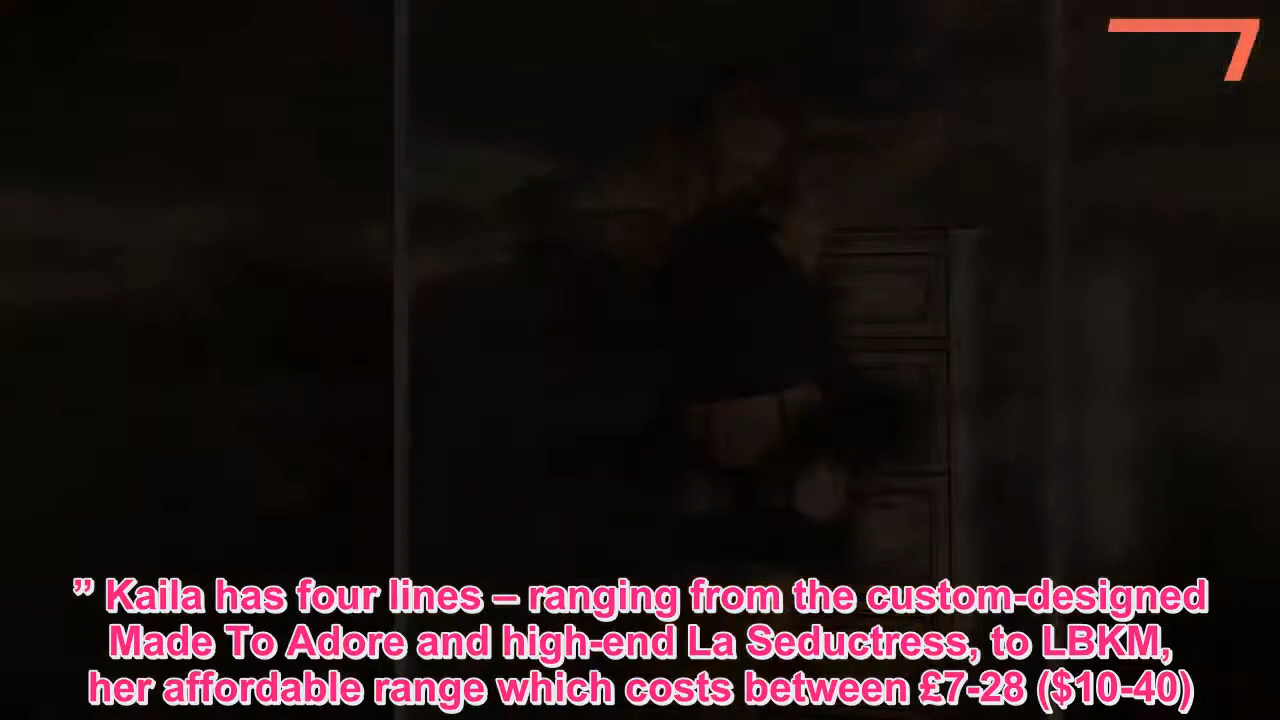 ” Kaila has four lines – ranging from the custom-designed
Made To Adore and high-end La Seductress, to LBKM,
her affordable range which costs between £7-28 ($10-40)